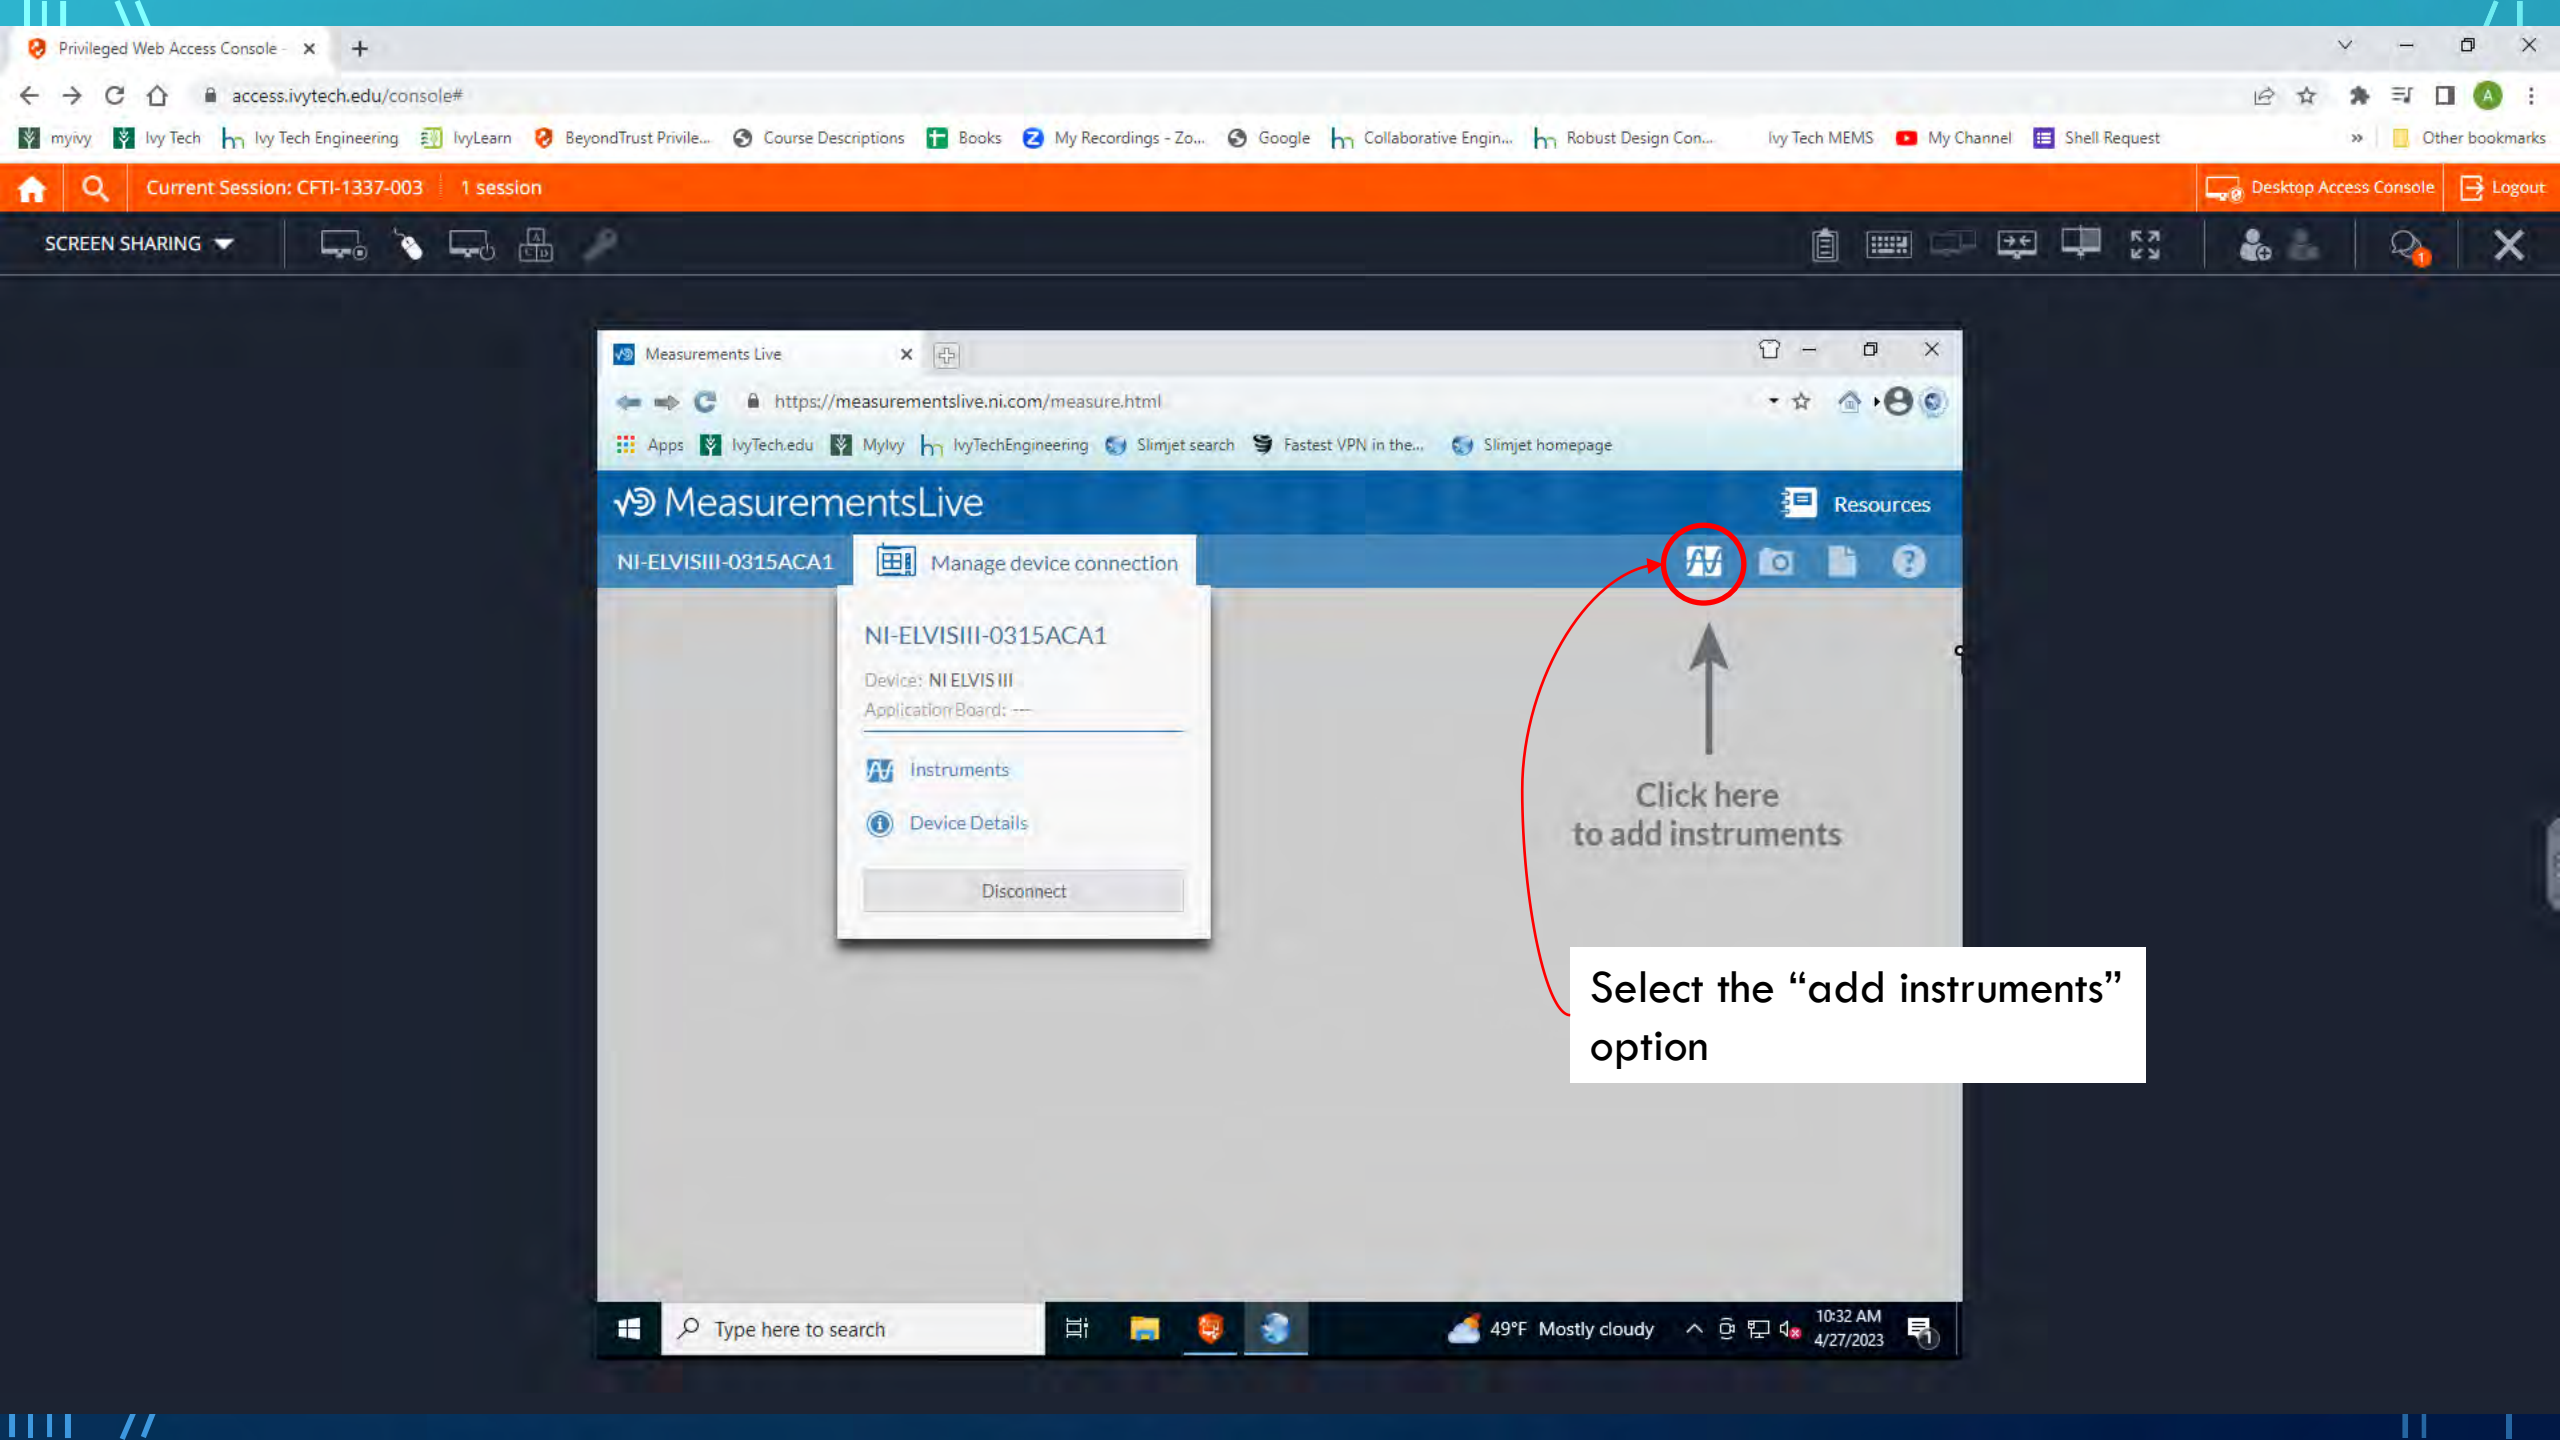 Privileged Web Access Console -
access.ivytech.edu/console#
myivy Ivy Tech Ivy Tech Engineering IvyLearn BeyondTrust Privile... Course Descriptions Books My Recordings - Zo... Google Collaborative Engin... Robust Design Con... Ivy Tech MEMS My Channel Shell Request » Other bookmarks
Current Session: CFTI-1337-003 1 session Desktop Access Console Logout
SCREEN SHARING
Measurements Live
https://measurementslive.ni.com/measure.html
Apps IvyTech.edu MyIvy IvyTechEngineering Slimjet search Fastest VPN in the... Slimjet homepage
MeasurementsLive Resources
NI-ELVISIII-0315ACA1 Manage device connection
NI-ELVISIII-0315ACA1
Device: NI ELVIS III
Application Board: ---
Instruments
Device Details
Disconnect
Click here
to add instruments
Select the “add instruments”
option
Type here to search
49°F Mostly cloudy
10:32 AM
4/27/2023